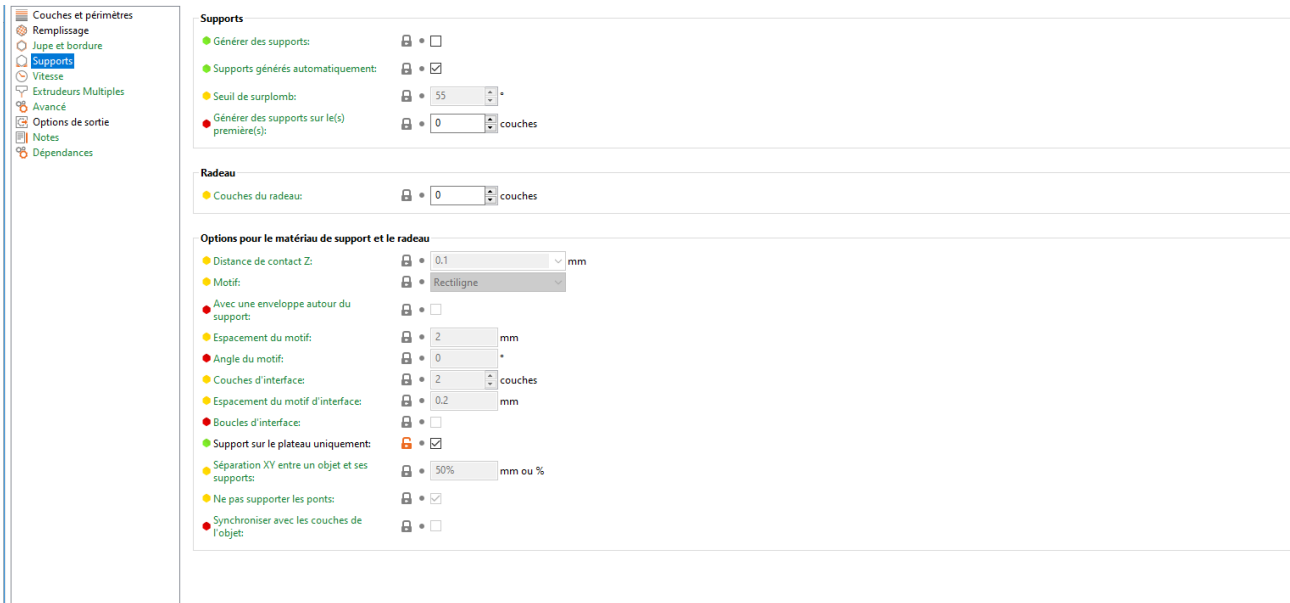 Couches et périmètres
Remplissage
Jupe et bordure
Supports
Vitesse
Extrudeurs Multiples
Avancé
Options de sortie
Notes
Dépendances
Supports
Générer des supports:
Supports générés automatiquement:
Seuil de surplomb: 55 °
Générer des supports sur le(s)
première(s): 0 couches
Radeau
Couches du radeau: 0 couches
Options pour le matériau de support et le radeau
Distance de contact Z: 0.1 mm
Motif: Rectiligne
Avec une enveloppe autour du
support:
Espacement du motif: 2 mm
Angle du motif: 0 °
Couches d'interface: 2 couches
Espacement du motif d'interface: 0.2 mm
Boucles d'interface:
Support sur le plateau uniquement:
Séparation XY entre un objet et ses
supports: 50% mm ou %
Ne pas supporter les ponts:
Synchroniser avec les couches de
l'objet: